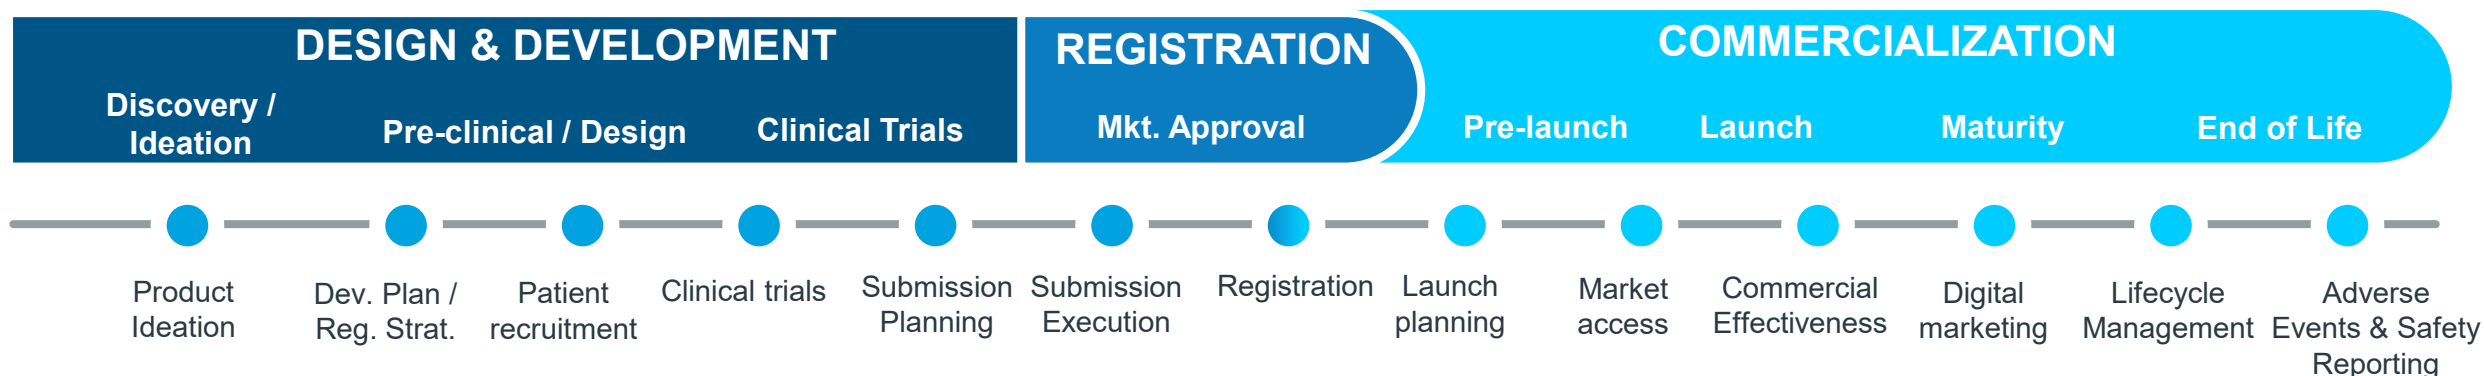 DESIGN & DEVELOPMENT
REGISTRATION
COMMERCIALIZATION
Discovery /
Ideation
Pre-clinical / Design
Clinical Trials
Mkt. Approval
Pre-launch
Launch
Maturity
End of Life
Product
Ideation
Dev. Plan /
Reg. Strat.
Patient
recruitment
Clinical trials
Submission
Planning
Submission
Execution
Registration
Launch
planning
Market
access
Commercial
Effectiveness
Digital
marketing
Lifecycle
Management
Adverse
Events & Safety
Reporting